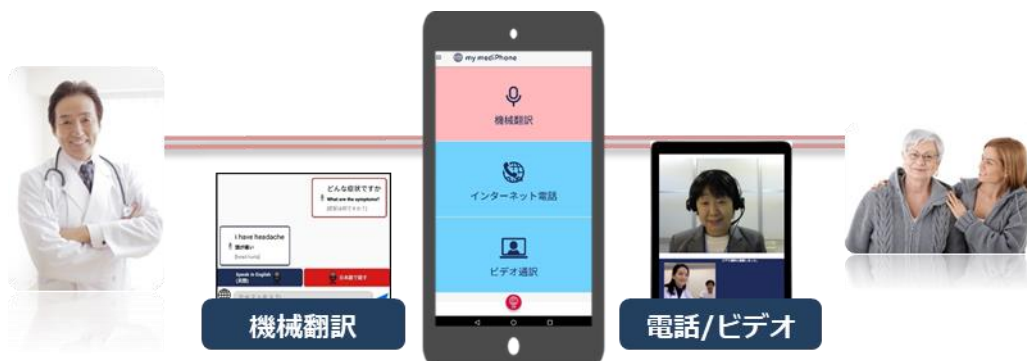 my mediPhone
機械翻訳
インターネット電話
ビデオ通訳
どんな症状ですか
What are the symptoms?
i have headache
頭が痛い
Speak in English
(英語)
日本語で話す
機械翻訳
電話/ビデオ